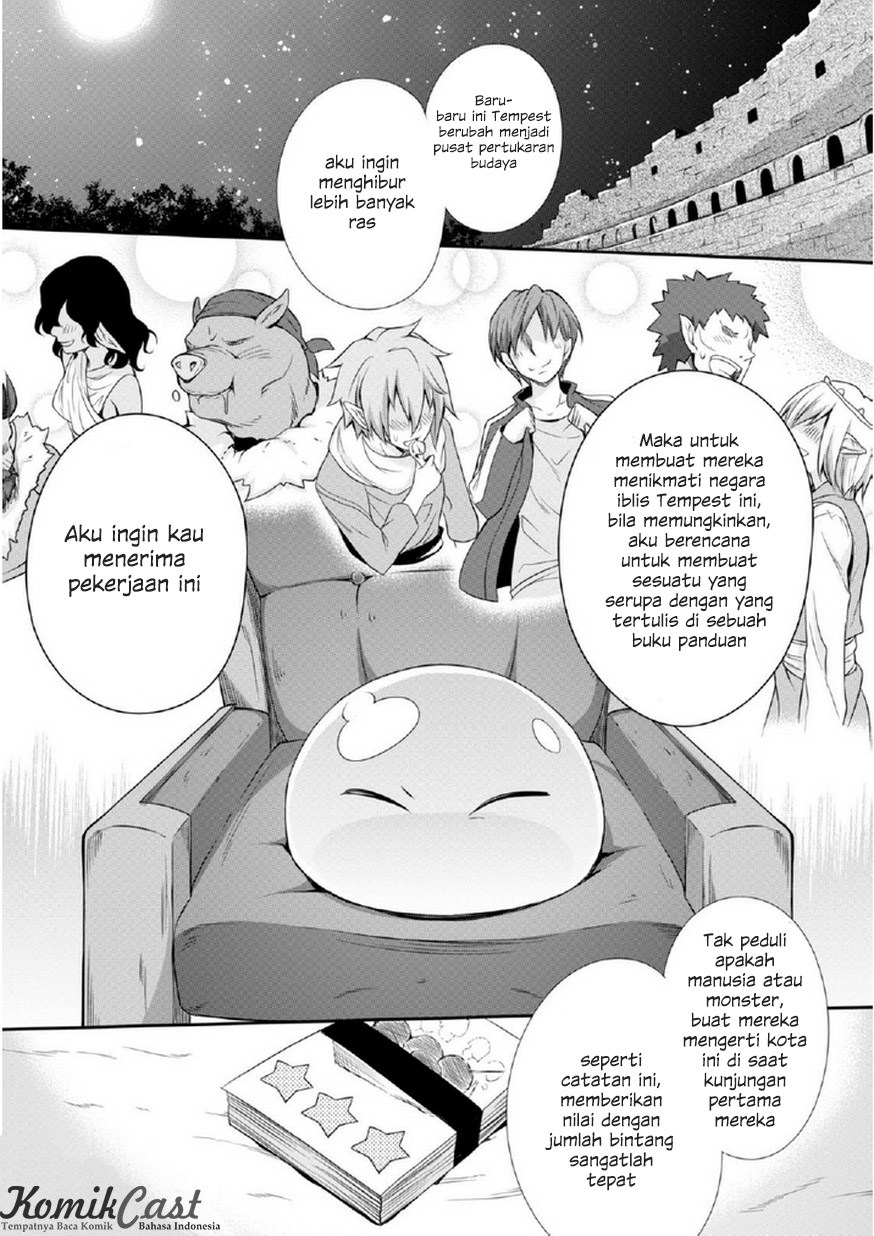 Baru-
baru ini Tempest
berubah menjadi
pusat pertukaran
budaya
aku ingin
menghibur
lebih banyak
ras
Maka untuk
membuat mereka
menikmati negara
iblis Tempest ini,
bila memungkinkan,
aku berencana
untuk membuat
sesuatu yang
serupa dengan yang
tertulis di sebuah
buku panduan
Aku ingin kau
menerima
pekerjaan ini
Tak peduli
apakah
manusia atau
monster,
buat mereka
mengerti kota
ini di saat
kunjungan
pertama
mereka
seperti
catatan ini,
memberikan
nilai dengan
jumlah bintang
sangatlah
tepat
KomikCast
Tempatnya Baca Komik Bahasa Indonesia